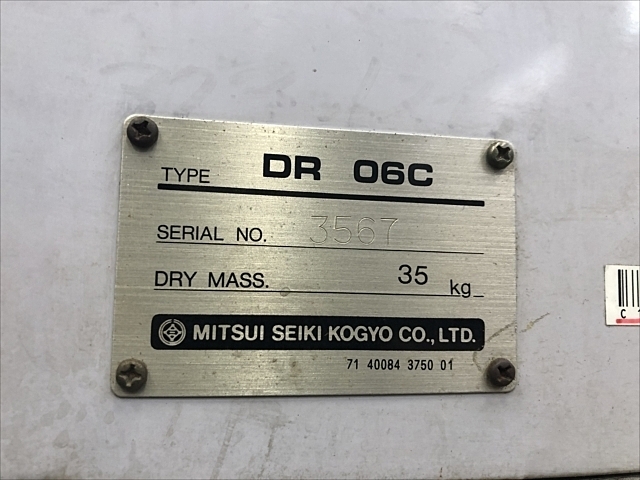 TYPE DR 06C
SERIAL NO. 3567
DRY MASS. 35 kg
MITSUI SEIKI KOGYO CO., LTD.
71 40084 3750 01
C